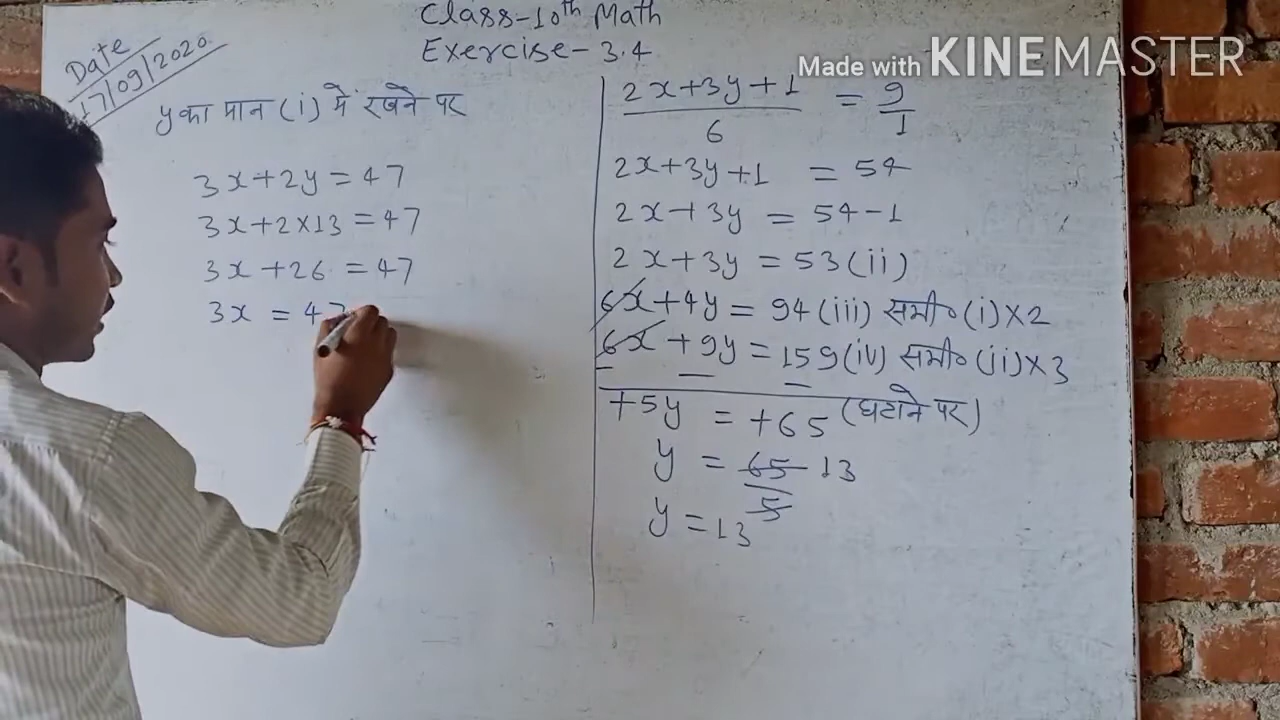 Class-10th Math
Exercise-3.4
Made with KINEMASTER
Date
17/09/2020
y का मान (i) में रखने पर
3x+2y=47
3x+2×13=47
3x+26=47
3x=47
2x+3y+1/6=9/1
2x+3y+1=54
2x+3y=54-1
2x+3y=53(ii)
6x+4y=94(iii) समी० (i)×2
6x+9y=159(iv) समी० (ii)×3
- - -
+5y=+65 (घटाने पर)
y=65/5 13
y=13